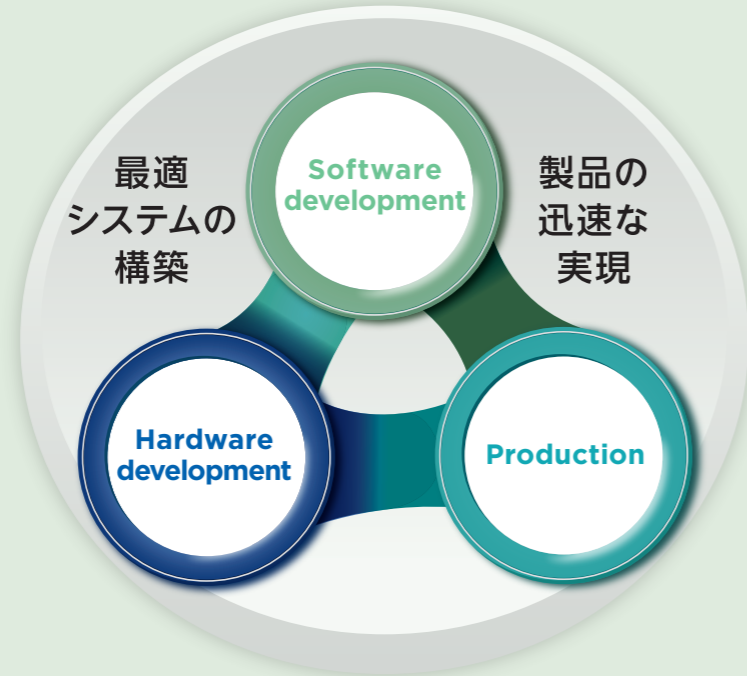 最適
システムの
構築
Software
development
製品の
迅速な
実現
Hardware
development
Production